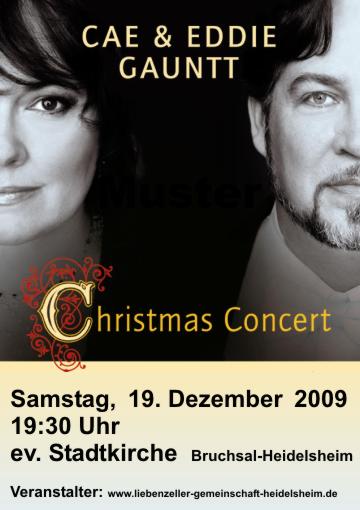 CAE & EDDIE
GAUNTT
Muster
Christmas Concert
Samstag, 19. Dezember 2009
19:30 Uhr
ev. Stadtkirche Bruchsal-Heidelsheim
Veranstalter: www.liebenzeller-gemeinschaft-heidelsheim.de